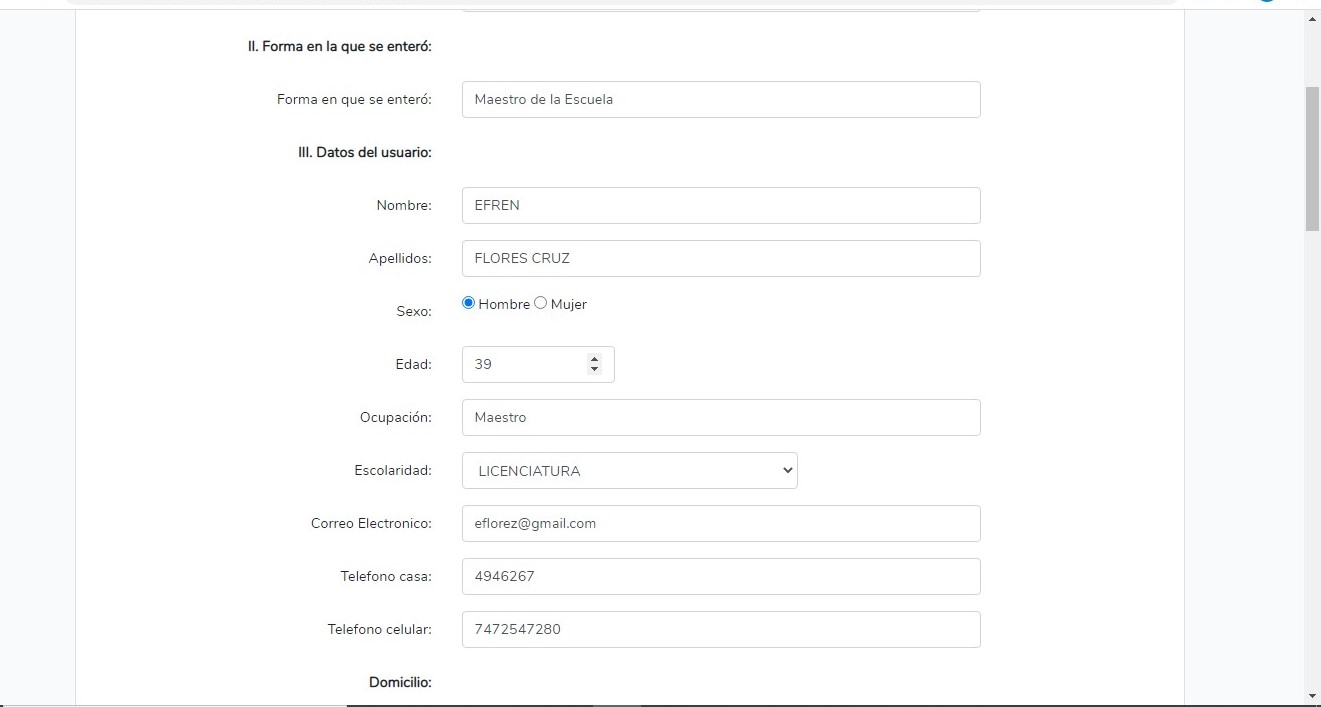 II. Forma en la que se enteró:
Forma en que se enteró: Maestro de la Escuela
III. Datos del usuario:
Nombre: EFREN
Apellidos: FLORES CRUZ
Sexo: Hombre Mujer
Edad: 39
Ocupación: Maestro
Escolaridad: LICENCIATURA
Correo Electronico: eflorez@gmail.com
Telefono casa: 4946267
Telefono celular: 7472547280
Domicilio: